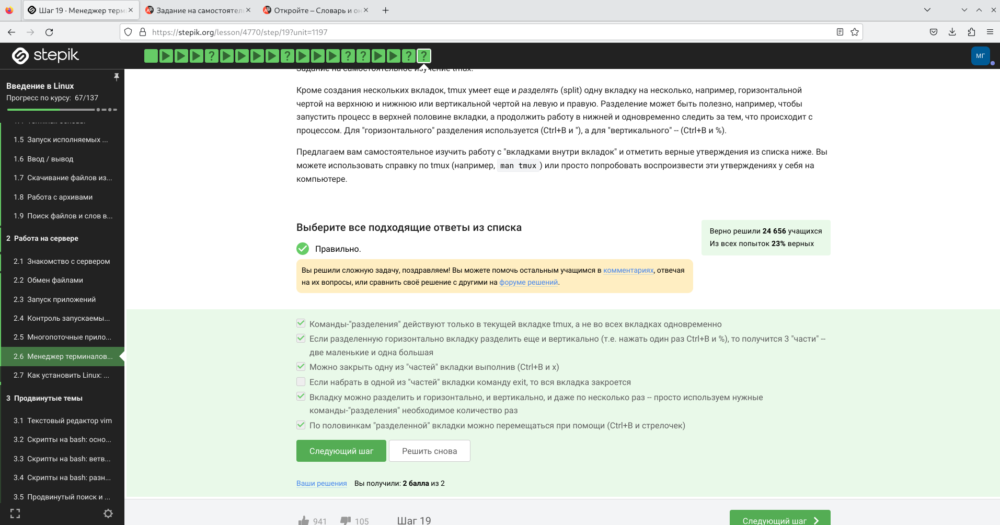 Шаг 19 · Менеджер терм
Задание на самостоятел
Откройте – Словарь и он
https://stepik.org/lesson/4770/step/19?unit=1197
stepik
МГ
Введение в Linux
Прогресс по курсу: 67/137
1.5 Запуск исполняемых ...
1.6 Ввод / вывод
1.7 Скачивание файлов из...
1.8 Работа с архивами
1.9 Поиск файлов и слов в...
2 Работа на сервере
2.1 Знакомство с сервером
2.2 Обмен файлами
2.3 Запуск приложений
2.4 Контроль запускаемы...
2.5 Многопоточные прило...
2.6 Менеджер терминалов...
2.7 Как установить Linux: ...
3 Продвинутые темы
3.1 Текстовый редактор vim
3.2 Скрипты на bash: осно...
3.3 Скрипты на bash: ветв...
3.4 Скрипты на bash: разн...
3.5 Продвинутый поиск и ...
Задание на самостоятельное изучение tmux.
Кроме создания нескольких вкладок, tmux умеет еще и разделять (split) одну вкладку на несколько, например, горизонтальной
чертой на верхнюю и нижнюю или вертикальной чертой на левую и правую. Разделение может быть полезно, например, чтобы
запустить процесс в верхней половине вкладки, а продолжить работу в нижней и одновременно следить за тем, что происходит с
процессом. Для "горизонтального" разделения используется (Ctrl+B и "), а для "вертикального" -- (Ctrl+B и %).
Предлагаем вам самостоятельное изучить работу с "вкладками внутри вкладок" и отметить верные утверждения из списка ниже. Вы
можете использовать справку по tmux (например, man tmux ) или просто попробовать воспроизвести эти утверждениях у себя на
компьютере.
Выберите все подходящие ответы из списка
Верно решили 24 656 учащихся
Из всех попыток 23% верных
Правильно.
Вы решили сложную задачу, поздравляем! Вы можете помочь остальным учащимся в комментариях, отвечая
на их вопросы, или сравнить своё решение с другими на форуме решений.
Команды-"разделения" действуют только в текущей вкладке tmux, а не во всех вкладках одновременно
Если разделенную горизонтально вкладку разделить еще и вертикально (т.е. нажать один раз Ctrl+B и %), то получится 3 "части" --
две маленькие и одна большая
Можно закрыть одну из "частей" вкладки выполнив (Ctrl+B и x)
Если набрать в одной из "частей" вкладки команду exit, то вся вкладка закроется
Вкладку можно разделить и горизонтально, и вертикально, и даже по несколько раз -- просто используем нужные
команды-"разделения" необходимое количество раз
По половинкам "разделенной" вкладки можно перемещаться при помощи (Ctrl+B и стрелочек)
Следующий шаг
Решить снова
Ваши решения Вы получили: 2 балла из 2
941
105
Шаг 19
Следующий шаг